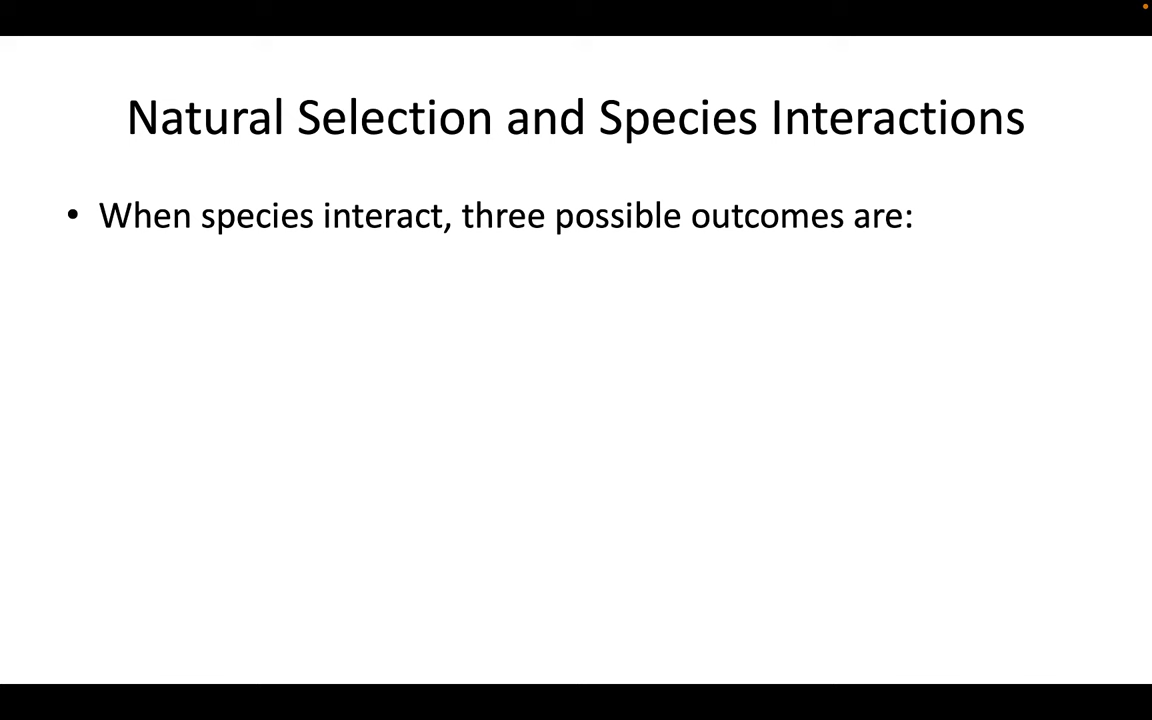 Natural Selection and Species Interactions
• When species interact, three possible outcomes are: